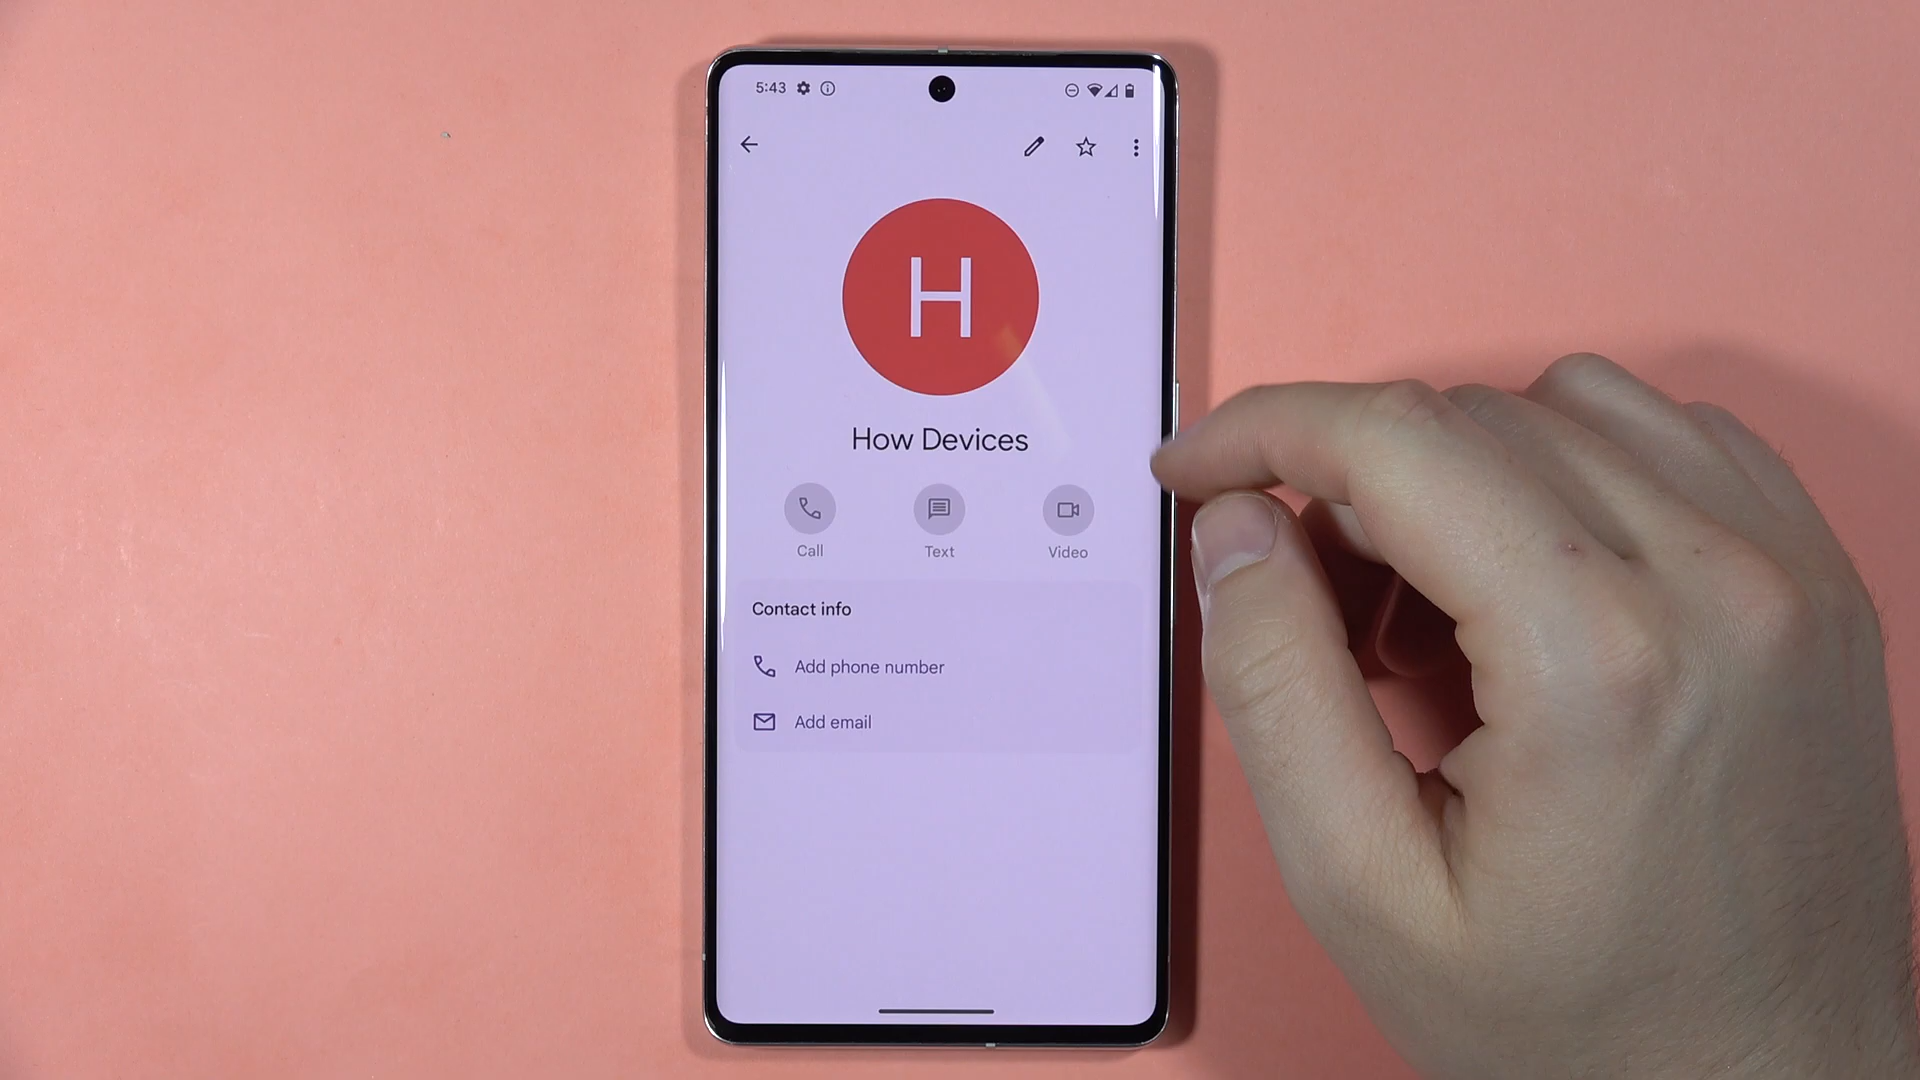 5:43
H
How Devices
Call
Text
Video
Contact info
Add phone number
Add email